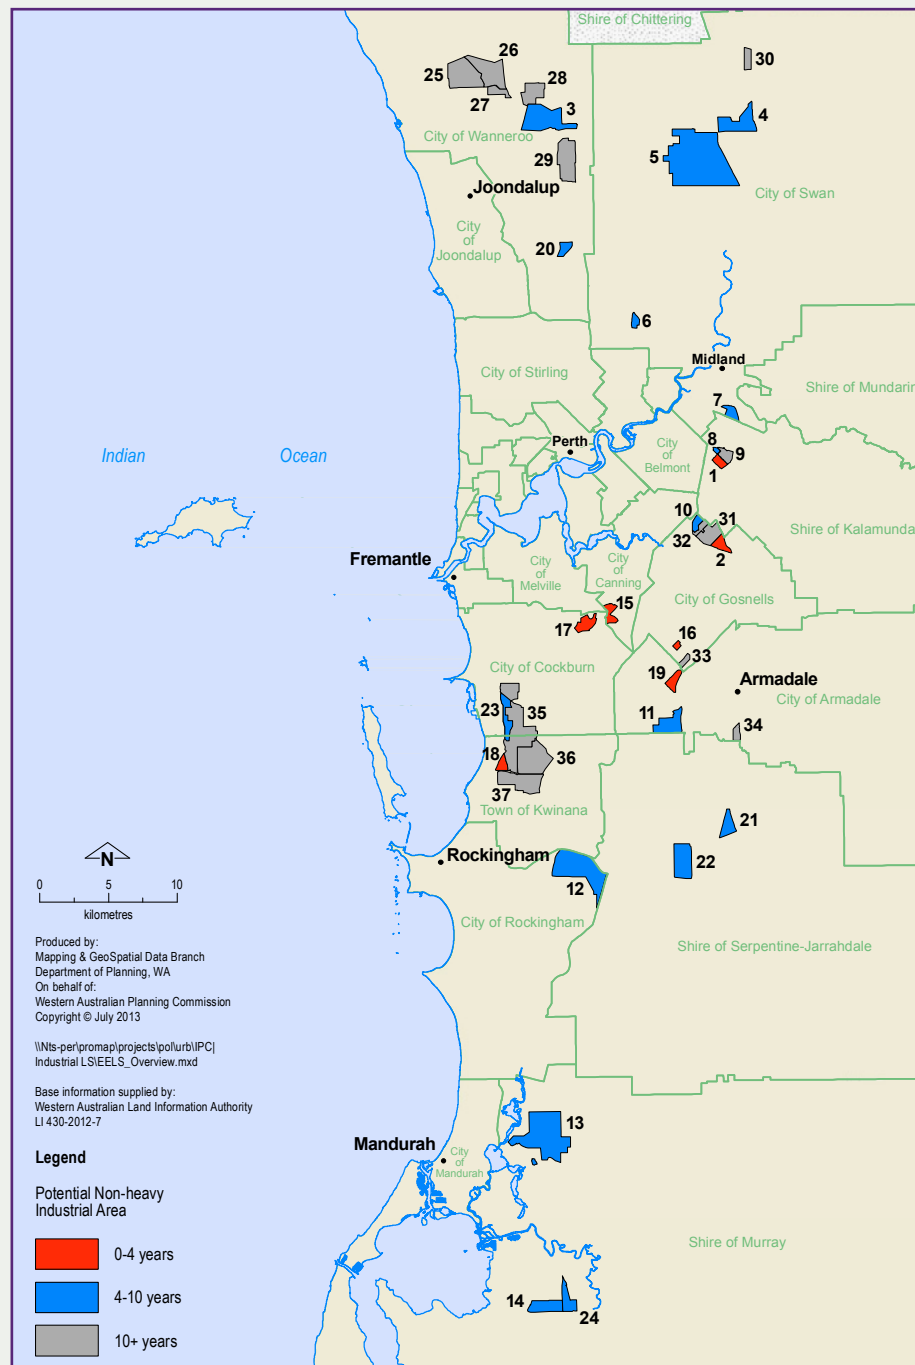 Shire of Chittering
26
30
25
28
27
3
4
City of Wanneroo
5
29
Joondalup
City of Swan
City
of
Joondalup
20
6
Midland
City of Stirling
Shire of Mundarin
7
Perth
City
of
Belmont
8
9
1
Indian Ocean
10
31
Shire of Kalamunda
32
2
Fremantle
City
of
Melville
City
of
Canning
City of Gosnells
15
17
16
33
City of Cockburn
19
Armadale
City of Armadale
23
35
11
34
18
36
37
Town of Kwinana
21
N
Rockingham
22
0 5 10
kilometres
12
City of Rockingham
Shire of Serpentine-Jarrahdale
Produced by:
Mapping & GeoSpatial Data Branch
Department of Planning, WA
On behalf of:
Western Australian Planning Commission
Copyright © July 2013
\\Nts-per\promap\projects\pol\urb\IPC|
Industrial LS\EELS_Overview.mxd
Base information supplied by:
Western Australian Land Information Authority
LI 430-2012-7
13
Mandurah
City
of
Mandurah
Legend
Potential Non-heavy
Industrial Area
0-4 years
4-10 years
10+ years
Shire of Murray
14
24